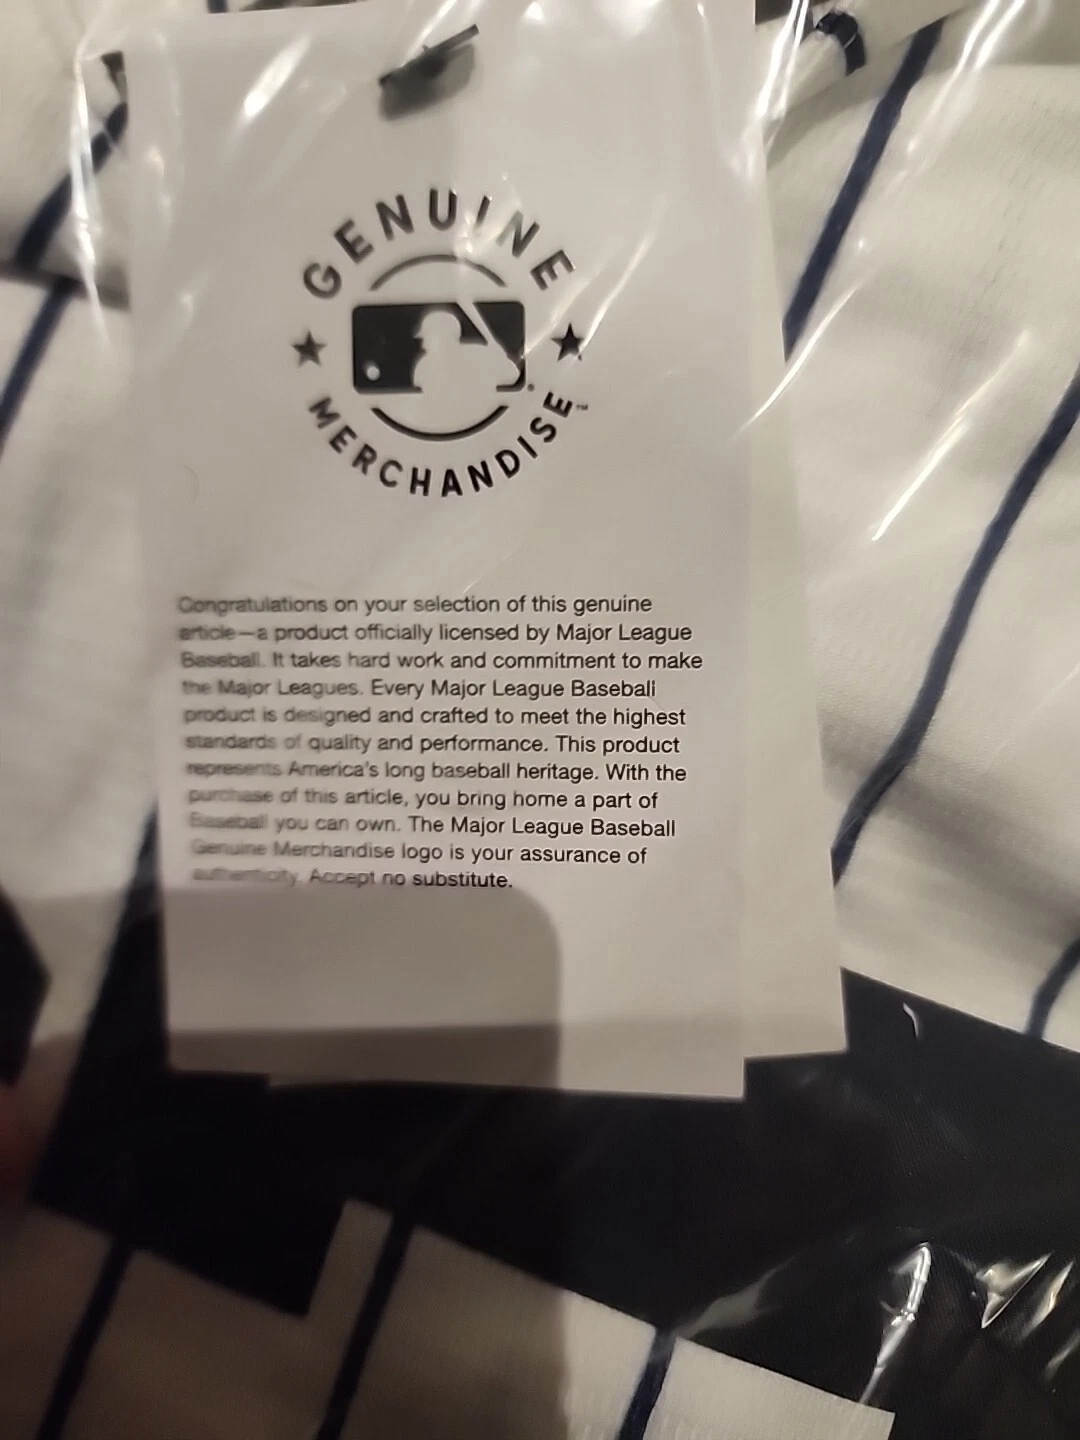 GENUINE
MERCHANDISE™
Congratulations on your selection of this genuine
article—a product officially licensed by Major League
Baseball. It takes hard work and commitment to make
the Major Leagues. Every Major League Baseball
product is designed and crafted to meet the highest
standards of quality and performance. This product
represents America's long baseball heritage. With the
purchase of this article, you bring home a part of
Baseball you can own. The Major League Baseball
Genuine Merchandise logo is your assurance of
authenticity. Accept no substitute.